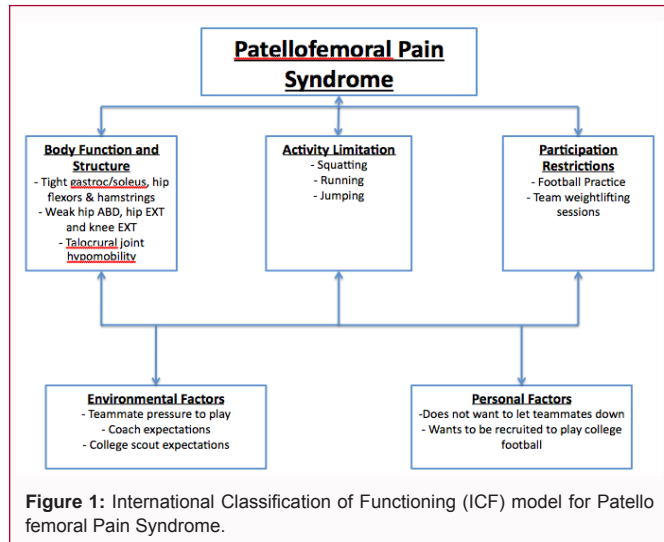 Patellofemoral Pain
Syndrome
Body Function and
Structure
- Tight gastroc/soleus, hip
flexors & hamstrings
- Weak hip ABD, hip EXT
and knee EXT
- Talocrural joint
hypomobility
Activity Limitation
- Squatting
- Running
- Jumping
Participation
Restrictions
- Football Practice
- Team weightlifting
sessions
Environmental Factors
- Teammate pressure to play
- Coach expectations
- College scout expectations
Personal Factors
-Does not want to let teammates down
- Wants to be recruited to play college
football
Figure 1: International Classification of Functioning (ICF) model for Patello
femoral Pain Syndrome.